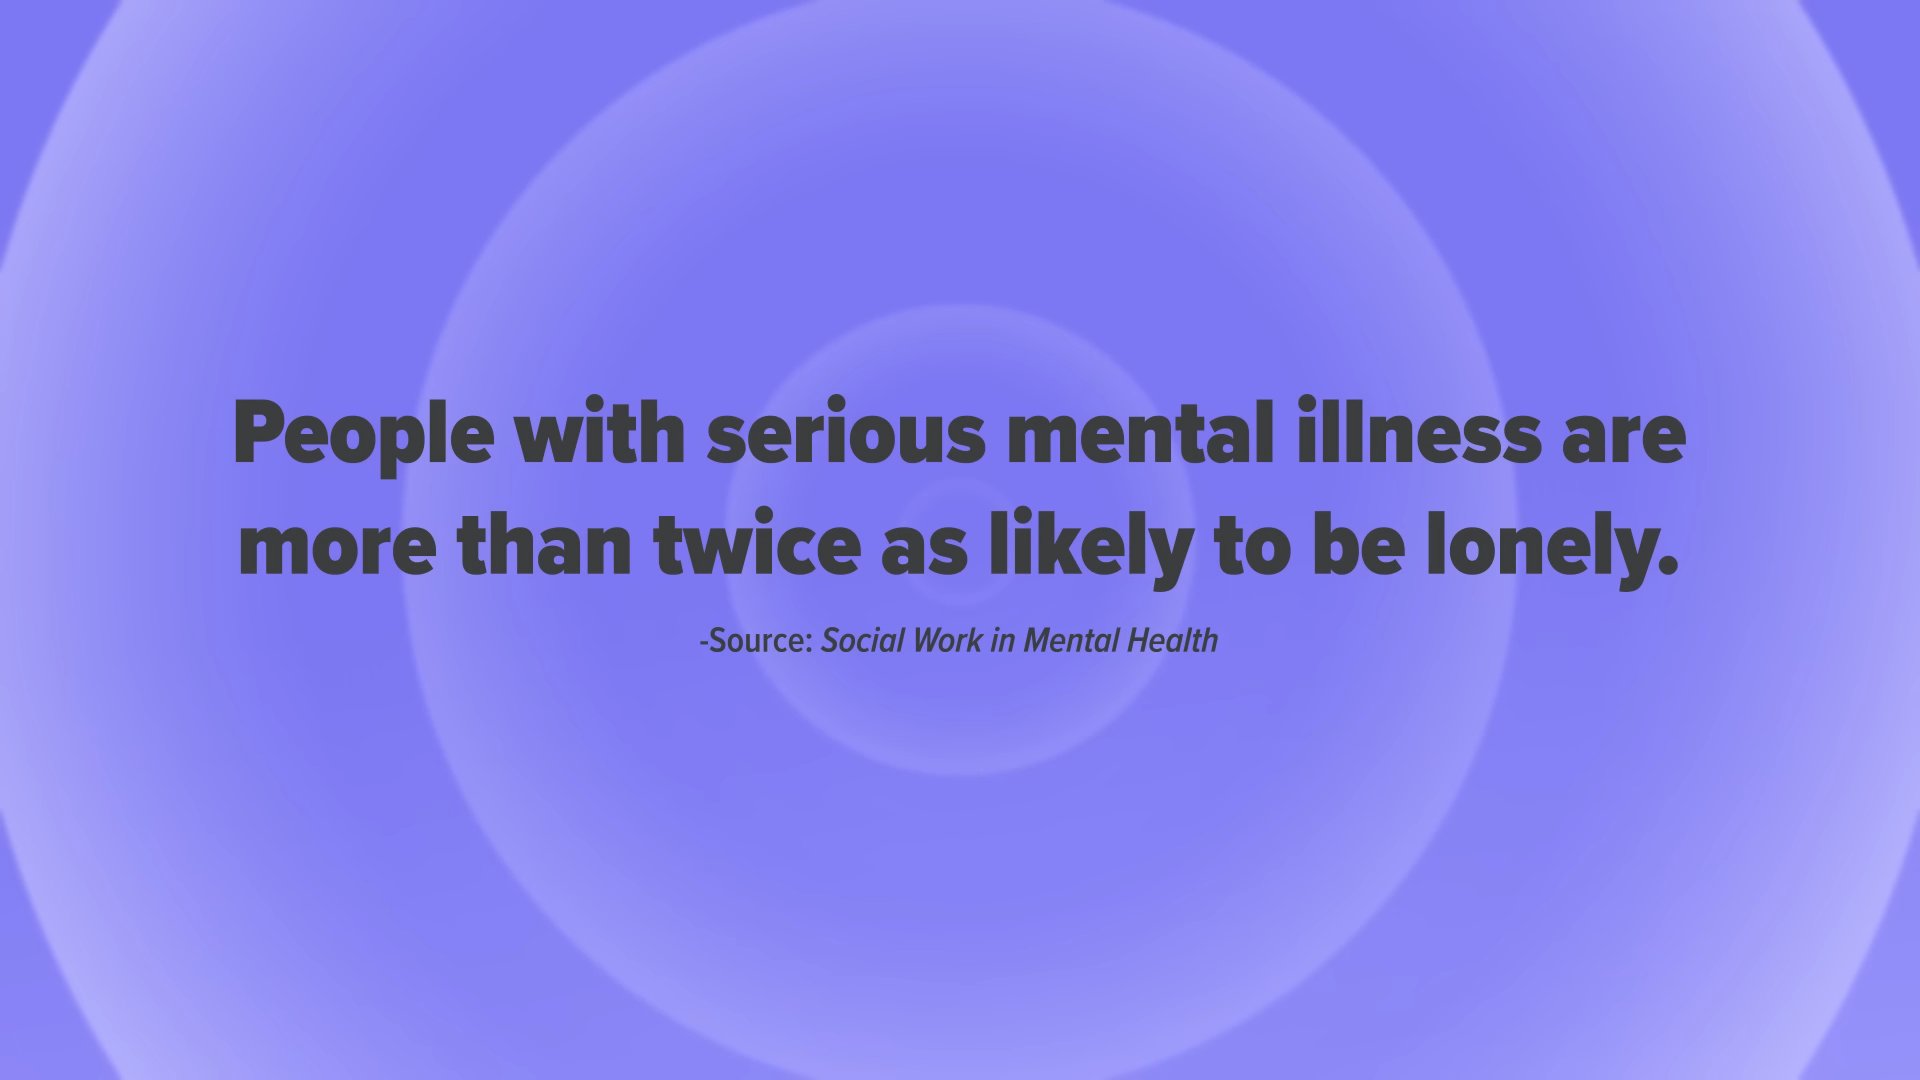 People with serious mental illness are
more than twice as likely to be lonely.
-Source: Social Work in Mental Health